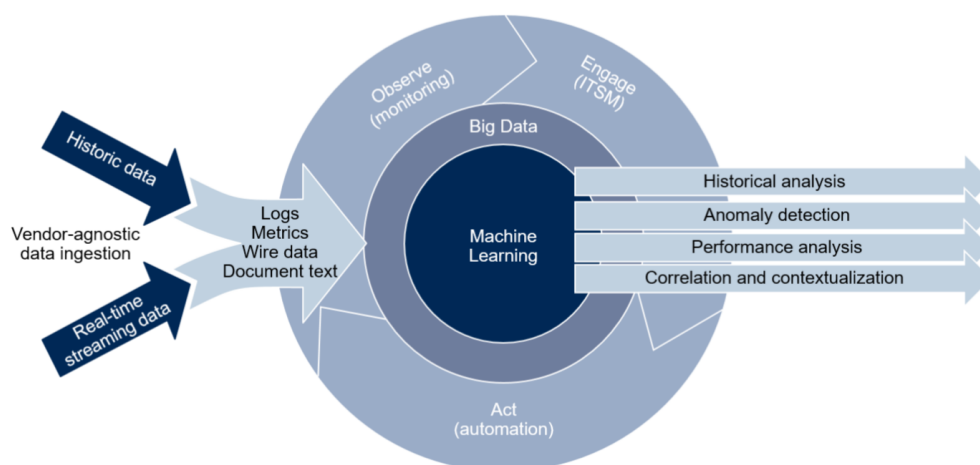 Observe
(monitoring)
Engage
(ITSM)
Big Data
Historic data
Vendor-agnostic
data ingestion
Real-time
streaming data
Logs
Metrics
Wire data
Document text
Machine
Learning
Historical analysis
Anomaly detection
Performance analysis
Correlation and contextualization
Act
(automation)